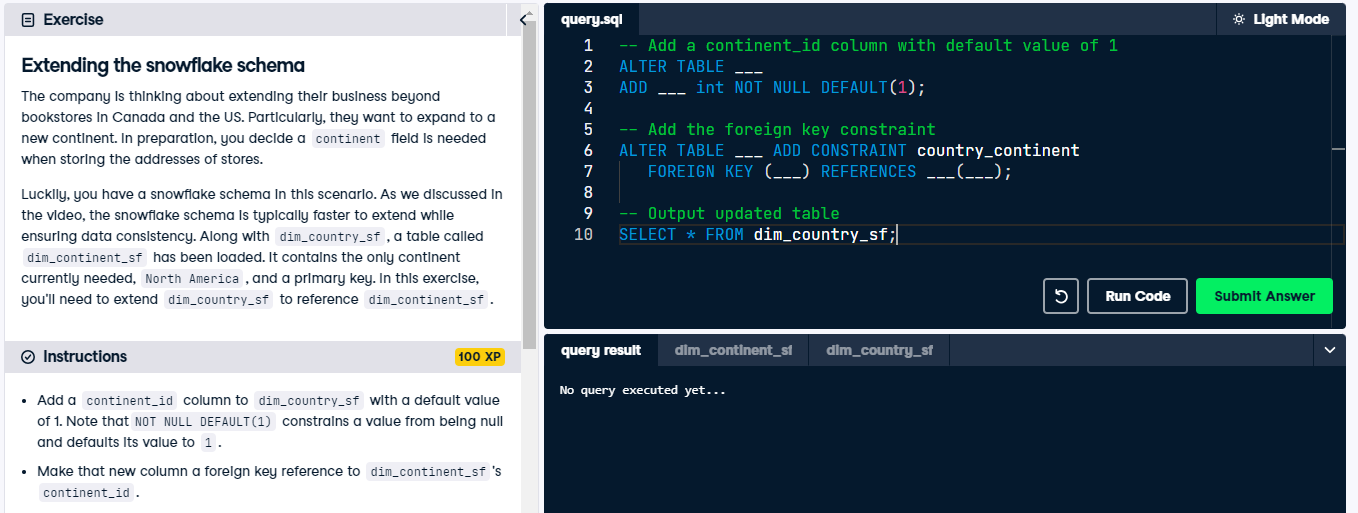 Exercise
Extending the snowflake schema
The company is thinking about extending their business beyond
bookstores in Canada and the US. Particularly, they want to expand to a
new continent. In preparation, you decide a continent field is needed
when storing the addresses of stores.
Luckily, you have a snowflake schema in this scenario. As we discussed in
the video, the snowflake schema is typically faster to extend while
ensuring data consistency. Along with dim_country_sf , a table called
dim_continent_sf has been loaded. It contains the only continent
currently needed, North America , and a primary key. In this exercise,
you'll need to extend dim_country_sf to reference dim_continent_sf .
Instructions
100 XP
• Add a continent_id column to dim_country_sf with a default value
of 1. Note that NOT NULL DEFAULT(1) constrains a value from being null
and defaults its value to 1 .
• Make that new column a foreign key reference to dim_continent_sf 's
continent_id .
query.sql
Light Mode
1 -- Add a continent_id column with default value of 1
2 ALTER TABLE ___
3 ADD ___ int NOT NULL DEFAULT(1);
4
5 -- Add the foreign key constraint
6 ALTER TABLE ___ ADD CONSTRAINT country_continent
7 FOREIGN KEY (___) REFERENCES ___(___);
8
9 -- Output updated table
10 SELECT * FROM dim_country_sf;
Run Code
Submit Answer
query result
dim_continent_sf
dim_country_sf
No query executed yet...